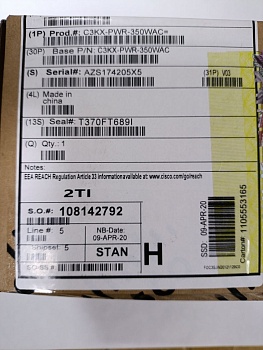 (1P) Prod.#: C3KX-PWR-350WAC=
(30P) Base P/N: C3KX-PWR-350WAC
(S) Serial#: AZS174205X5
(31P) V03
(4L) Made in
china
(13S) Seal#: T370FT689I
(Q) Qty.: 1
Notes:
EEA REACH Regulation Article 33 information available at: www.cisco.com/go/reach
2TI
S.O.#: 108142792
Line #: 5
NB-Date:
09-APR-20
Shipset: 5
STAN
H
SSD 09-APR-20
Carton# 1105553165